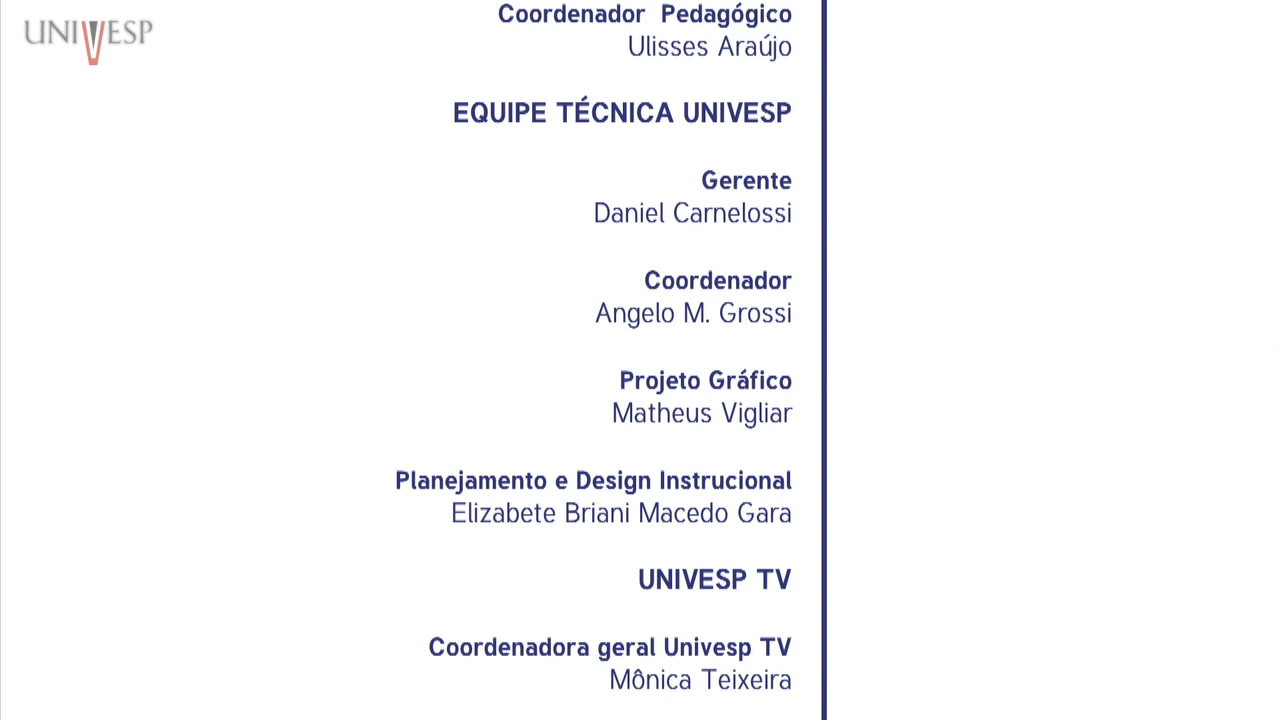 UNIVESP
Coordenador Pedagógico
Ulisses Araújo
EQUIPE TÉCNICA UNIVESP
Gerente
Daniel Carnelossi
Coordenador
Angelo M. Grossi
Projeto Gráfico
Matheus Vigliar
Planejamento e Design Instrucional
Elizabete Briani Macedo Gara
UNIVESP TV
Coordenadora geral Univesp TV
Mônica Teixeira